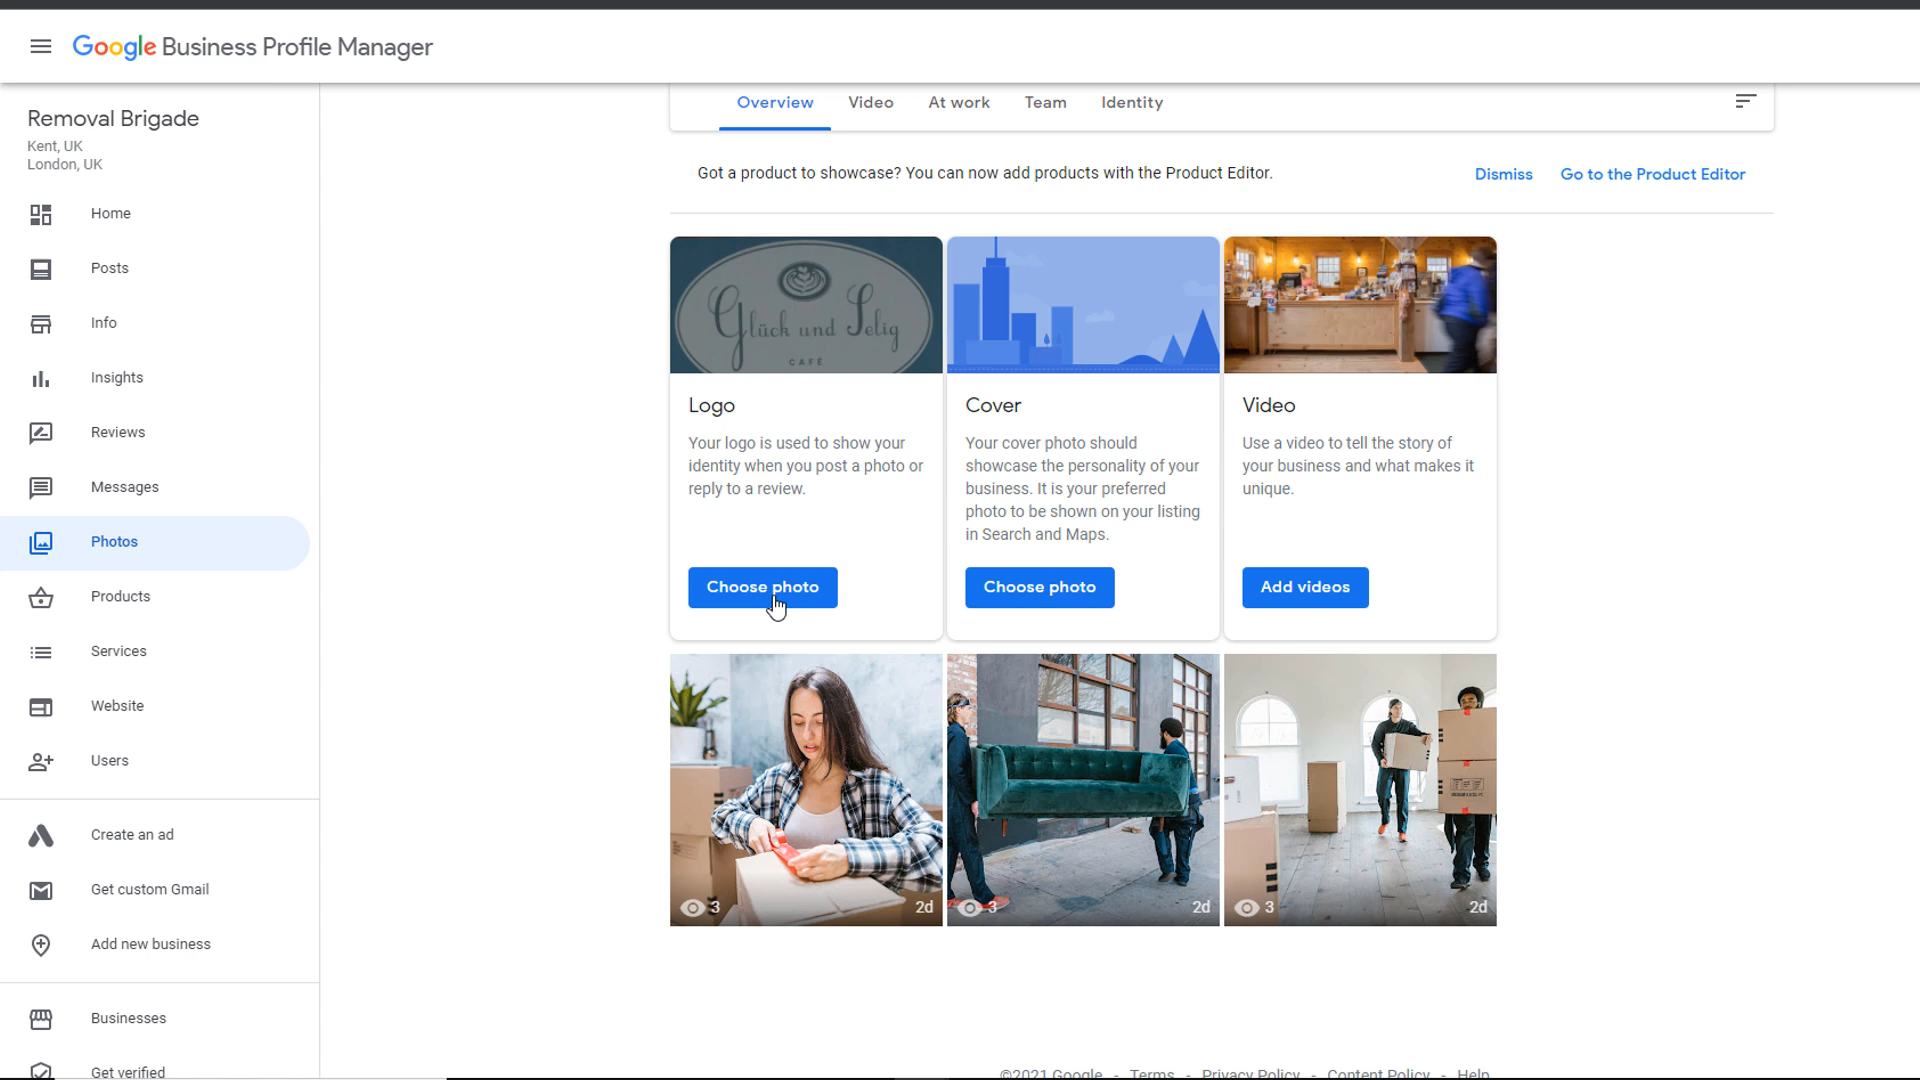 Google Business Profile Manager
Removal Brigade
Kent, UK
London, UK
Home
Posts
Info
Insights
Reviews
Messages
Photos
Products
Services
Website
Users
Create an ad
Get custom Gmail
Add new business
Businesses
Get verified
Overview Video At work Team Identity
Got a product to showcase? You can now add products with the Product Editor. Dismiss Go to the Product Editor
Glück und Selig
CAFÉ
Logo
Your logo is used to show your
identity when you post a photo or
reply to a review.
Choose photo
Cover
Your cover photo should
showcase the personality of your
business. It is your preferred
photo to be shown on your listing
in Search and Maps.
Choose photo
Video
Use a video to tell the story of
your business and what makes it
unique.
Add videos
3 2d
3 2d
3 2d
©2021 Google - Terms - Privacy Policy - Content Policy - Help